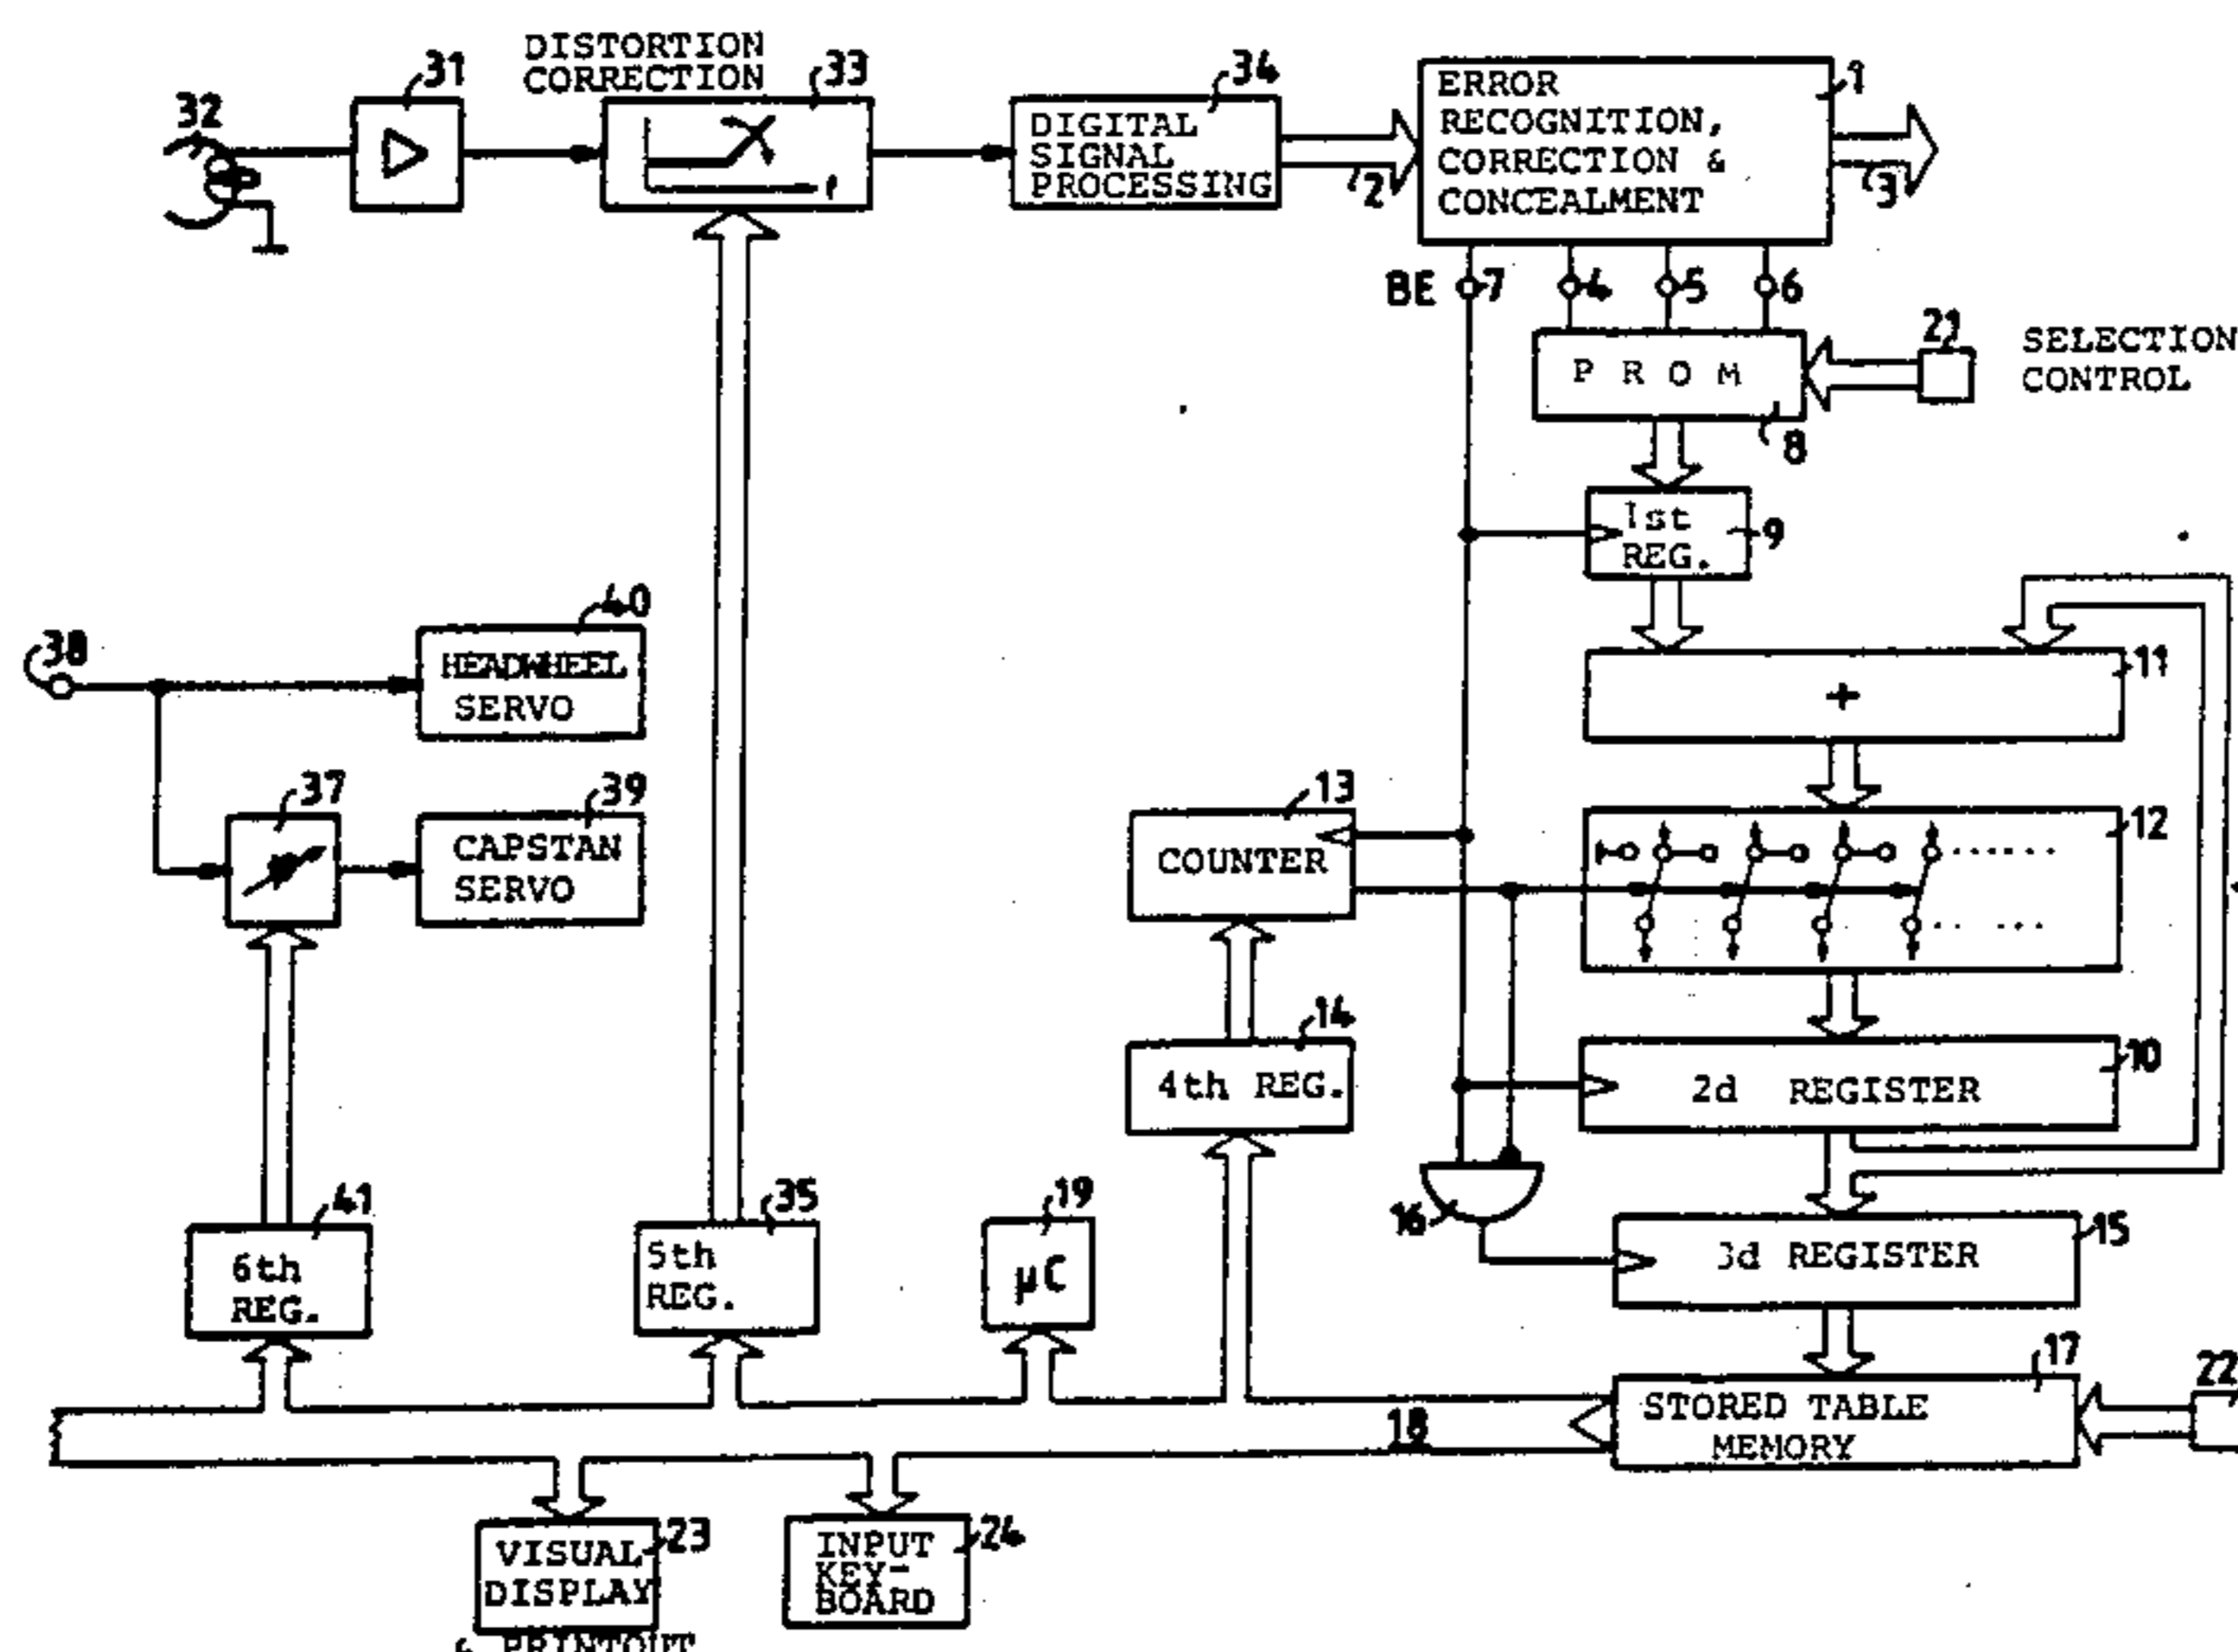 DISTORTION
CORRECTION
31
32
33
34
DIGITAL
SIGNAL
PROCESSING
2
ERROR
RECOGNITION,
CORRECTION &
CONCEALMENT
1
3
BE
7
4
5
6
P R O M
8
21
SELECTION
CONTROL
1st
REG.
9
+
11
12
13
COUNTER
14
4th REG.
10
2d REGISTER
16
3d REGISTER
15
17
STORED TABLE
MEMORY
22
18
38
40
HEADWHEEL
SERVO
37
39
CAPSTAN
SERVO
41
6th
REG.
35
5th
REG.
19
µC
VISUAL
DISPLAY
& PRINTOUT
23
INPUT
KEY-
BOARD
24